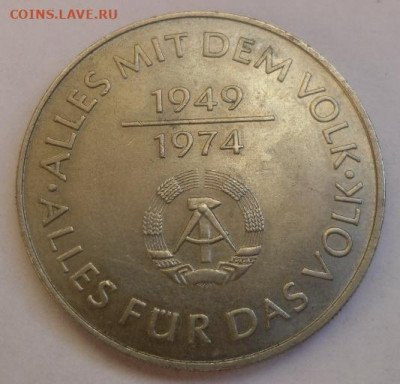 COINS.LAVE.RU
· ALLES MIT DEM VOLK ·
1949
1974
ALLES FÜR DAS VOLK